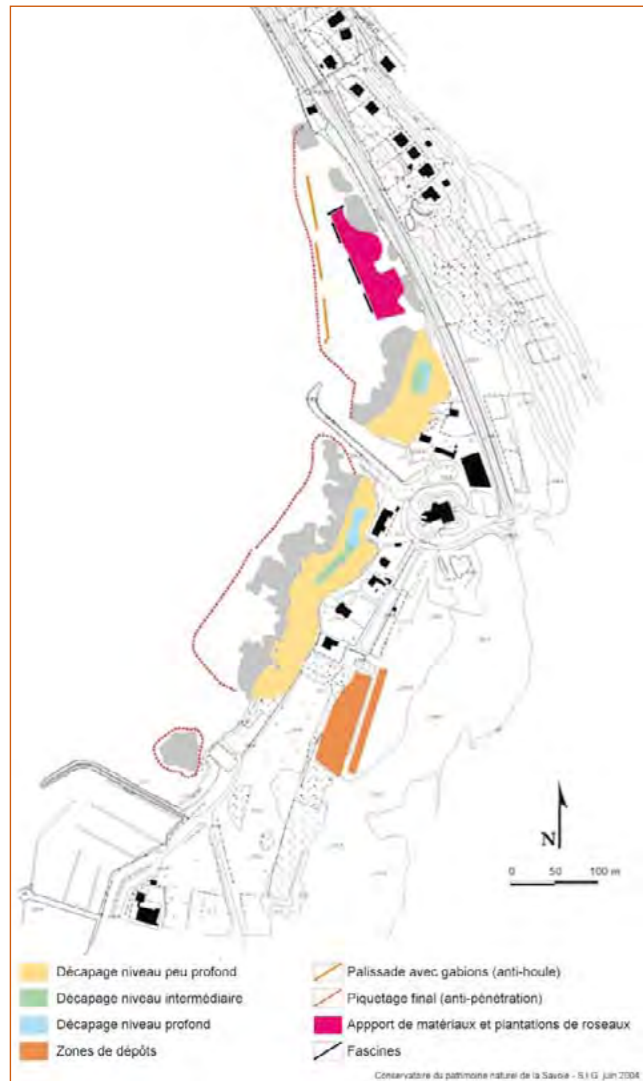 N
0 50 100 m
Décapage niveau peu profond
Décapage niveau intermédiaire
Décapage niveau profond
Zones de dépôts
Palissade avec gabions (anti-houle)
Piquetage final (anti-pénétration)
Appport de matériaux et plantations de roseaux
Fascines
Conservatoire du patrimoine naturel de la Savoie - S.I.G. juin 2004